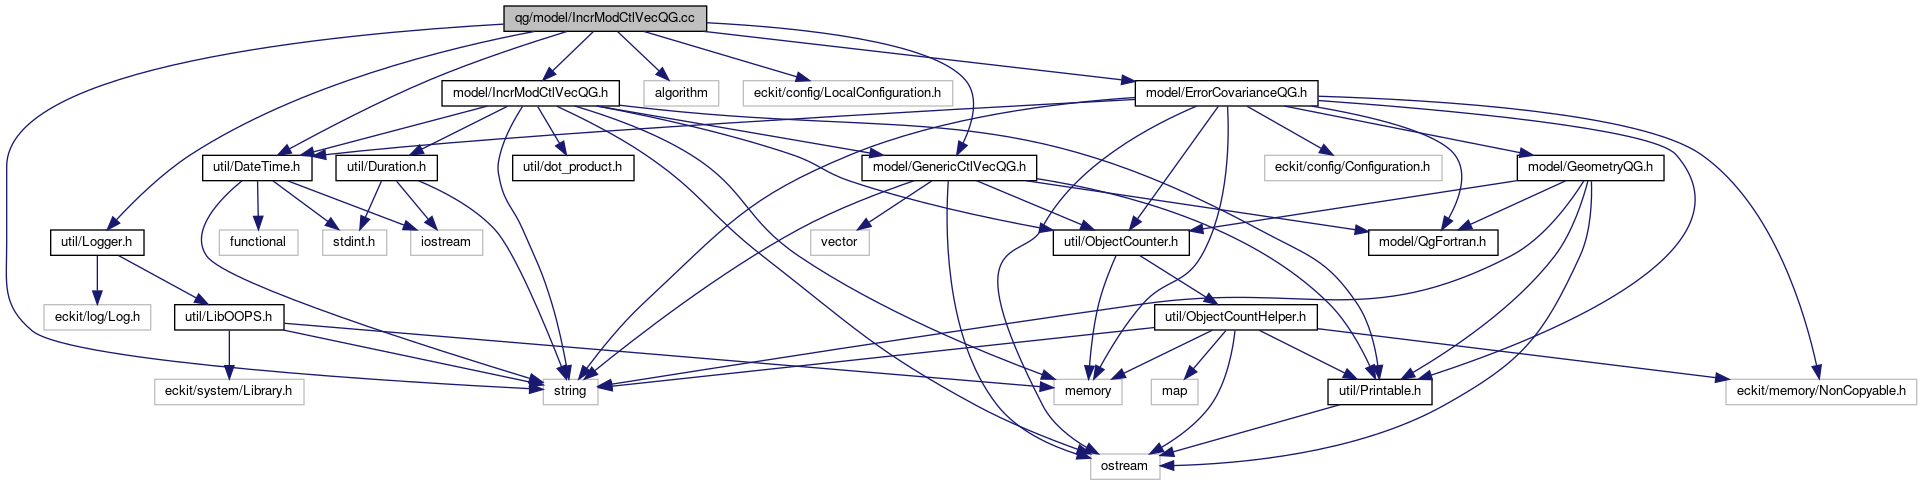 qg/model/IncrModCtlVecQG.cc
model/IncrModCtlVecQG.h
algorithm
eckit/config/LocalConfiguration.h
model/ErrorCovarianceQG.h
util/DateTime.h
util/Duration.h
util/dot_product.h
model/GenericCtlVecQG.h
eckit/config/Configuration.h
model/GeometryQG.h
util/Logger.h
functional
stdint.h
iostream
vector
util/ObjectCounter.h
model/QgFortran.h
eckit/log/Log.h
util/LibOOPS.h
util/ObjectCountHelper.h
eckit/system/Library.h
string
memory
map
util/Printable.h
eckit/memory/NonCopyable.h
ostream